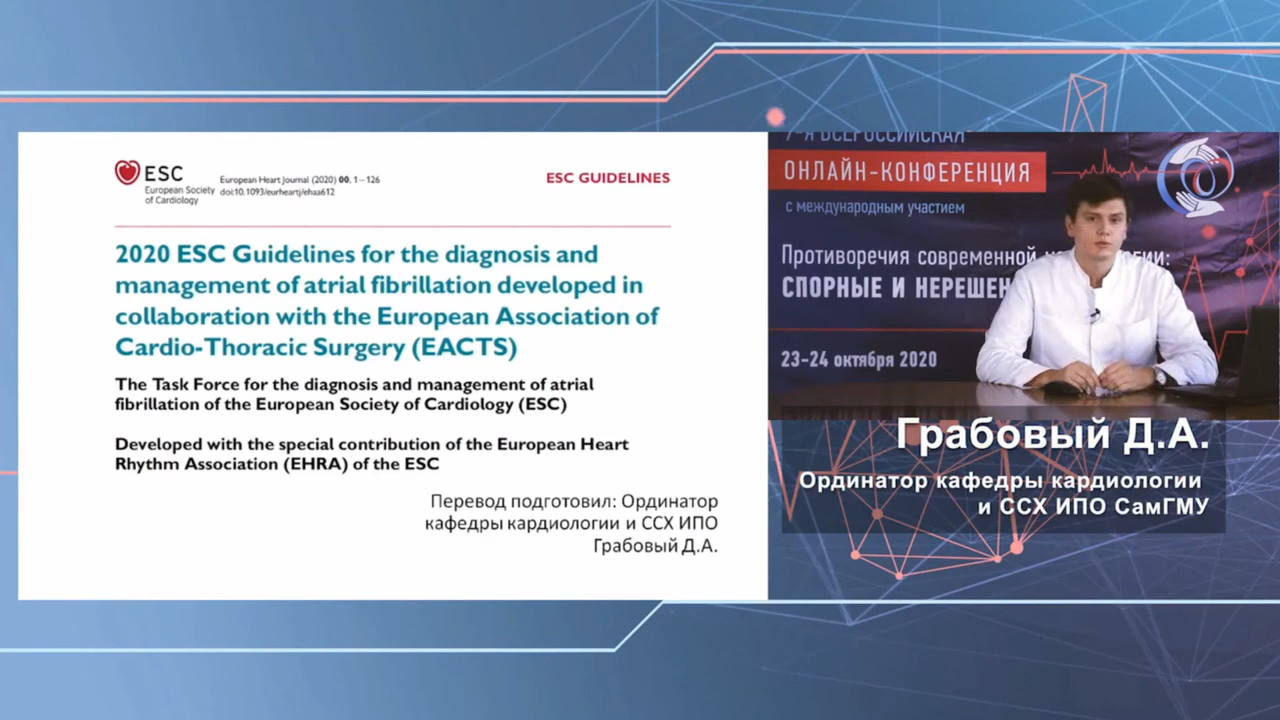 ESC
European Society
of Cardiology
European Heart Journal (2020) 00, 1–126
doi:10.1093/eurheartj/ehaa612
ESC GUIDELINES
2020 ESC Guidelines for the diagnosis and
management of atrial fibrillation developed in
collaboration with the European Association of
Cardio-Thoracic Surgery (EACTS)
The Task Force for the diagnosis and management of atrial
fibrillation of the European Society of Cardiology (ESC)
Developed with the special contribution of the European Heart
Rhythm Association (EHRA) of the ESC
Перевод подготовил: Ординатор
кафедры кардиологии и ССХ ИПО
Грабовый Д.А.
7-Я ВСЕРОССИЙСКАЯ
ОНЛАЙН-КОНФЕРЕНЦИЯ
с международным участием
Противоречия современной
СПОРНЫЕ И
23-24 октября 2020
Грабовый Д.А.
Ординатор кафедры кардиологии
и ССХ ИПО СамГМУ